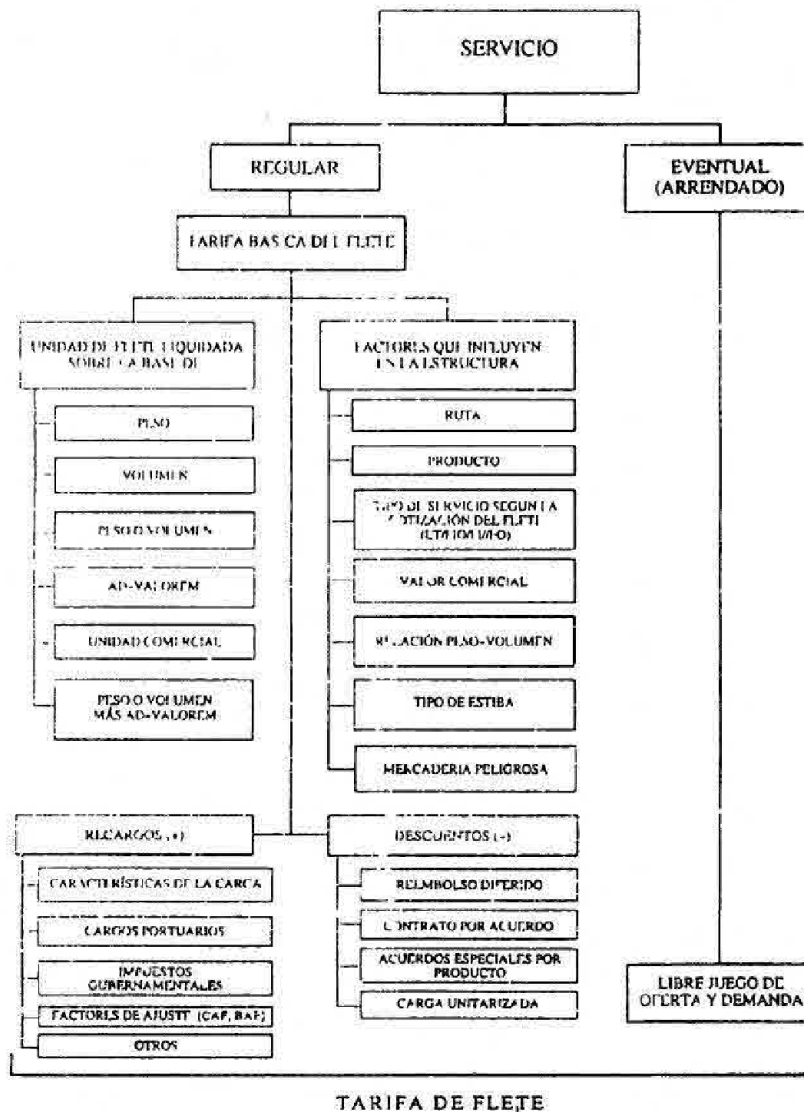 SERVICIO
REGULAR
EVENTUAL
(ARRENDADO)
TARIFA BASICA DEL FLETE
UNIDAD DE FLETE LIQUIDADA
SOBRE LA BASE DE
PESO
VOLUMEN
PESO O VOLUMEN
AD-VALOREM
UNIDAD COMERCIAL
PESO O VOLUMEN
MÁS AD-VALOREM
FACTORES QUE INFLUYEN
EN LA ESTRUCTURA
RUTA
PRODUCTO
TIPO DE SERVICIO SEGUN LA
COTIZACIÓN DEL FLETE
VALOR COMERCIAL
RELACIÓN PESO-VOLUMEN
TIPO DE ESTIBA
MERCADERIA PELIGROSA
RECARGOS (+)
CARACTERÍSTICAS DE LA CARGA
CARGOS PORTUARIOS
IMPUESTOS
GUBERNAMENTALES
FACTORES DE AJUSTE (CAF, BAF)
OTROS
DESCUENTOS (-)
REEMBOLSO DIFERIDO
CONTRATO POR ACUERDO
ACUERDOS ESPECIALES POR
PRODUCTO
CARGA UNITARIZADA
LIBRE JUEGO DE
OFERTA Y DEMANDA
TARIFA DE FLETE